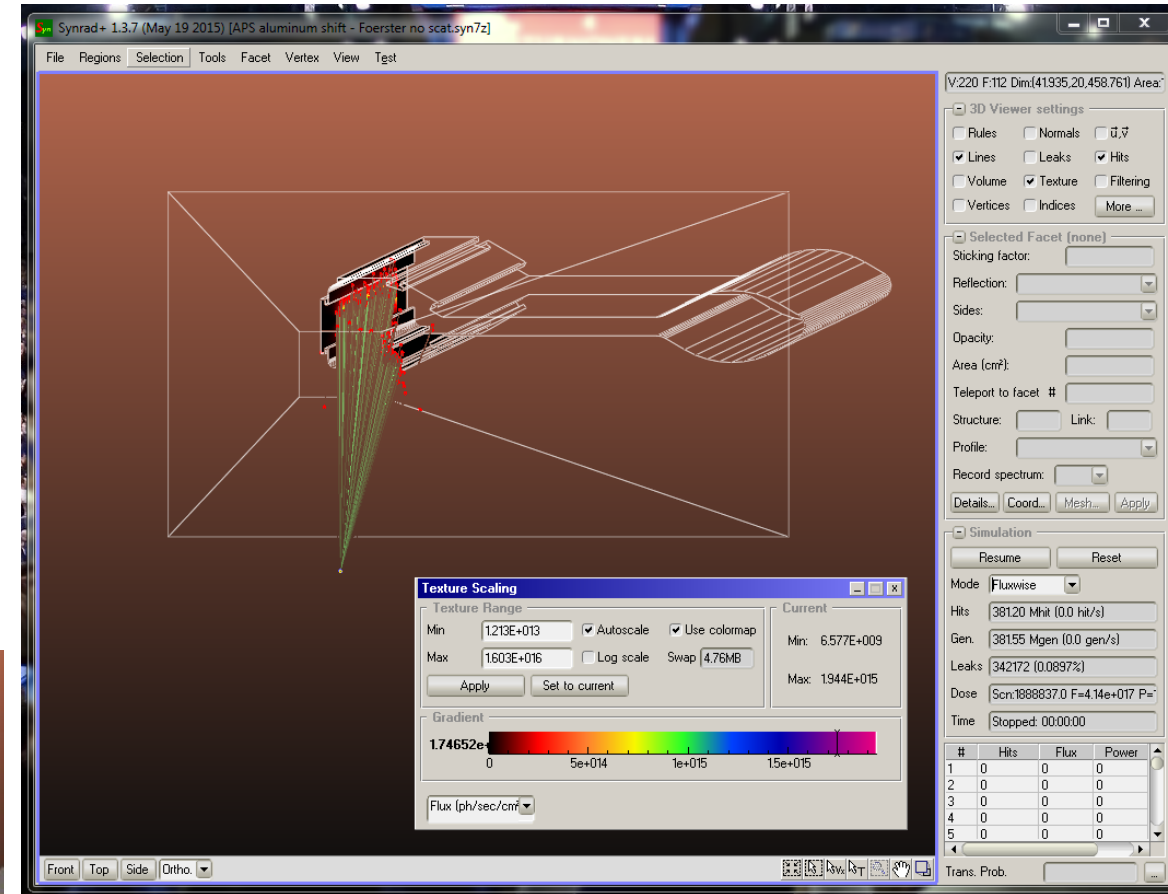 Synrad+ 1.3.7 (May 19 2015) [APS aluminum shift - Foerster no scat.syn7z]
File Regions Selection Tools Facet Vertex View Test
V:220 F:112 Dim:(41.935,20,458.761) Area:
3D Viewer settings
Rules Normals u,v
Lines Leaks Hits
Volume Texture Filtering
Vertices Indices More ...
Selected Facet (none)
Sticking factor:
Reflection:
Sides:
Opacity:
Area (cm²):
Teleport to facet #
Structure: Link:
Profile:
Record spectrum:
Details... Coord... Mesh... Apply
Simulation
Resume Reset
Mode Fluxwise
Hits 381.20 Mhit (0.0 hit/s)
Gen. 381.55 Mgen (0.0 gen/s)
Leaks 342172 (0.0897%)
Dose Scn:1888837.0 F=4.14e+017 P=
Time Stopped: 00:00:00
# Hits Flux Power
1 0 0 0
2 0 0 0
3 0 0 0
4 0 0 0
5 0 0 0
Trans. Prob. ...
Texture Scaling
Texture Range
Min 1.213E+013 Autoscale Use colormap
Max 1.603E+016 Log scale Swap 4.76MB
Apply Set to current
Current
Min: 6.577E+009
Max: 1.944E+015
Gradient
1.74652e+
0 5e+014 1e+015 1.5e+015
Flux (ph/sec/cm²
Front Top Side Ortho.